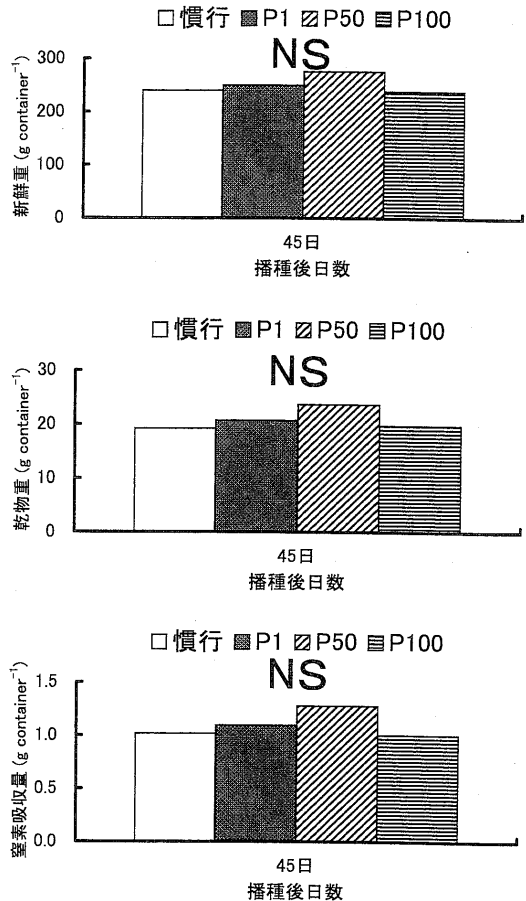 慣行 P1 P50 P100
NS
300
200
100
0
新鮮重 (g container⁻¹)
45日
播種後日数
慣行 P1 P50 P100
NS
30
20
10
0
乾物重 (g container⁻¹)
45日
播種後日数
慣行 P1 P50 P100
NS
1.5
1.0
0.5
0.0
窒素吸収量 (g container⁻¹)
45日
播種後日数